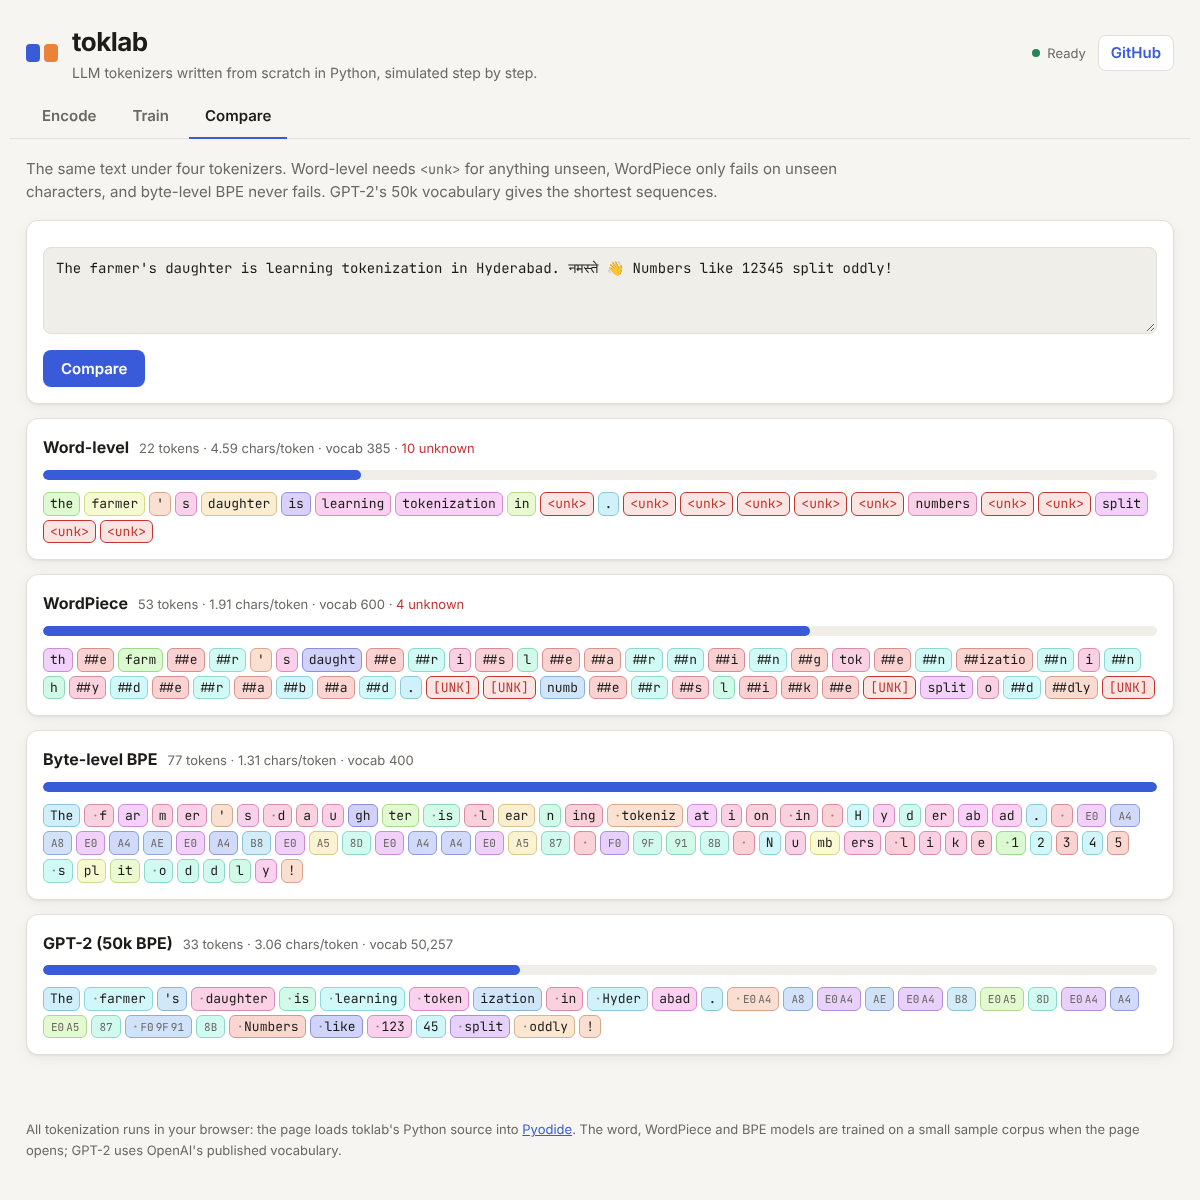 toklab
LLM tokenizers written from scratch in Python, simulated step by step.
Ready
GitHub
Encode Train Compare
The same text under four tokenizers. Word-level needs <unk> for anything unseen, WordPiece only fails on unseen
characters, and byte-level BPE never fails. GPT-2's 50k vocabulary gives the shortest sequences.
The farmer's daughter is learning tokenization in Hyderabad. नमस्ते 👋 Numbers like 12345 split oddly!
Compare
Word-level 22 tokens · 4.59 chars/token · vocab 385 · 10 unknown
the farmer ' s daughter is learning tokenization in <unk> . <unk> <unk> <unk> <unk> <unk> numbers <unk> <unk> split
<unk> <unk>
WordPiece 53 tokens · 1.91 chars/token · vocab 600 · 4 unknown
th ##e farm ##e ##r ' s daught ##e ##r i ##s l ##e ##a ##r ##n ##i ##n ##g tok ##e ##n ##izatio ##n i ##n
h ##y ##d ##e ##r ##a ##b ##a ##d . [UNK] [UNK] numb ##e ##r ##s l ##i ##k ##e [UNK] split o ##d ##dly [UNK]
Byte-level BPE 77 tokens · 1.31 chars/token · vocab 400
The ·f ar m er ' s ·d a u gh ter ·is ·l ear n ing ·tokeniz at i on ·in · H y d er ab ad . · E0 A4
A8 E0 A4 AE E0 A4 B8 E0 A5 8D E0 A4 A4 E0 A5 87 · F0 9F 91 8B · N u mb ers ·l i k e ·1 2 3 4 5
·s pl it ·o d d l y !
GPT-2 (50k BPE) 33 tokens · 3.06 chars/token · vocab 50,257
The ·farmer 's ·daughter ·is ·learning ·token ization ·in ·Hyder abad . ·E0 A4 A8 E0 A4 AE E0 A4 B8 E0 A5 8D E0 A4 A4
E0 A5 87 ·F0 9F 91 8B ·Numbers ·like ·123 45 ·split ·oddly !
All tokenization runs in your browser: the page loads toklab's Python source into Pyodide. The word, WordPiece and BPE models are trained on a small sample corpus when the page
opens; GPT-2 uses OpenAI's published vocabulary.